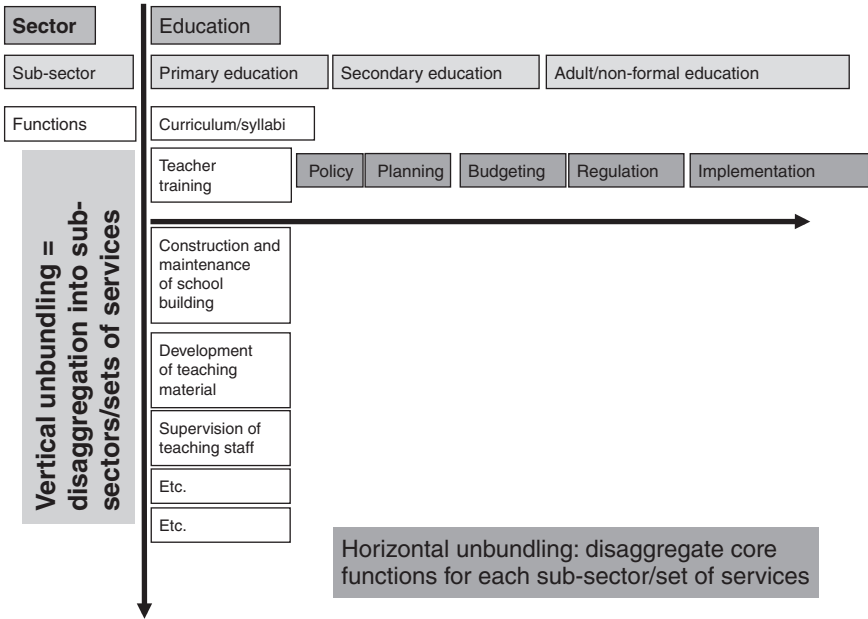 Sector
Education
Sub-sector
Primary education
Secondary education
Adult/non-formal education
Functions
Curriculum/syllabi
Teacher
training
Policy
Planning
Budgeting
Regulation
Implementation
Vertical unbundling =
disaggregation into sub-
sectors/sets of services
Construction and
maintenance
of school
building
Development
of teaching
material
Supervision of
teaching staff
Etc.
Etc.
Horizontal unbundling: disaggregate core
functions for each sub-sector/set of services